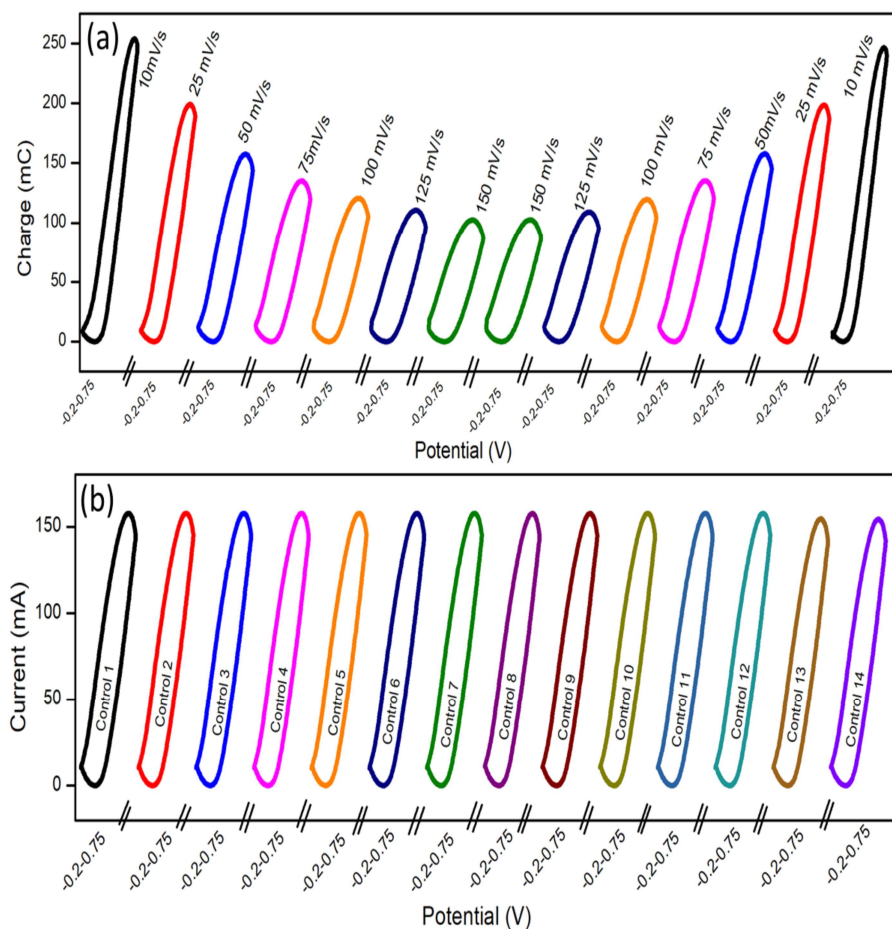 (a)
10mV/s
25 mV/s
50 mV/s
75mV/s
100 mV/s
125 mV/s
150 mV/s
150 mV/s
125 mV/s
100 mV/s
75 mV/s
50mV/s
25 mV/s
10 mV/s
Charge (mC)
250
200
150
100
50
0
-0.2-0.75
-0.2-0.75
-0.2-0.75
-0.2-0.75
-0.2-0.75
-0.2-0.75
-0.2-0.75
-0.2-0.75
-0.2-0.75
-0.2-0.75
-0.2-0.75
-0.2-0.75
-0.2-0.75
-0.2-0.75
Potential (V)
(b)
Current (mA)
150
100
50
0
Control 1
Control 2
Control 3
Control 4
Control 5
Control 6
Control 7
Control 8
Control 9
Control 10
Control 11
Control 12
Control 13
Control 14
-0.2-0.75
-0.2-0.75
-0.2-0.75
-0.2-0.75
-0.2-0.75
-0.2-0.75
-0.2-0.75
-0.2-0.75
-0.2-0.75
-0.2-0.75
-0.2-0.75
-0.2-0.75
-0.2-0.75
-0.2-0.75
Potential (V)